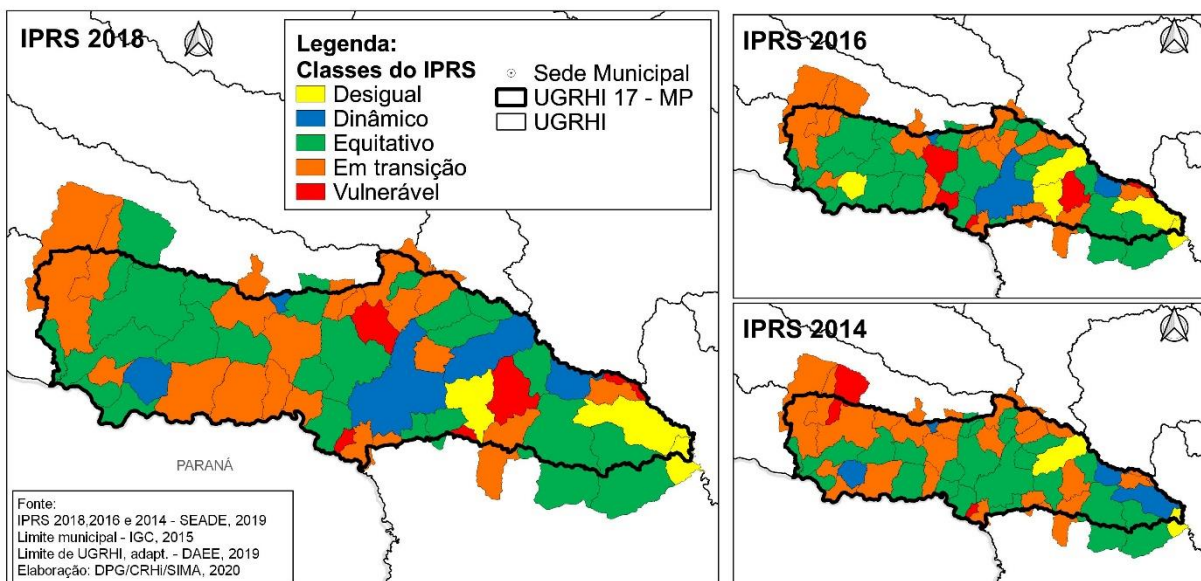 IPRS 2018
Legenda:
Classes do IPRS
Desigual
Dinâmico
Equitativo
Em transição
Vulnerável
Sede Municipal
UGRHI 17 - MP
UGRHI
PARANÁ
Fonte:
IPRS 2018,2016 e 2014 - SEADE, 2019
Limite municipal - IGC, 2015
Limite de UGRHI, adapt. - DAEE, 2019
Elaboração: DPG/CRHi/SIMA, 2020
IPRS 2016
IPRS 2014